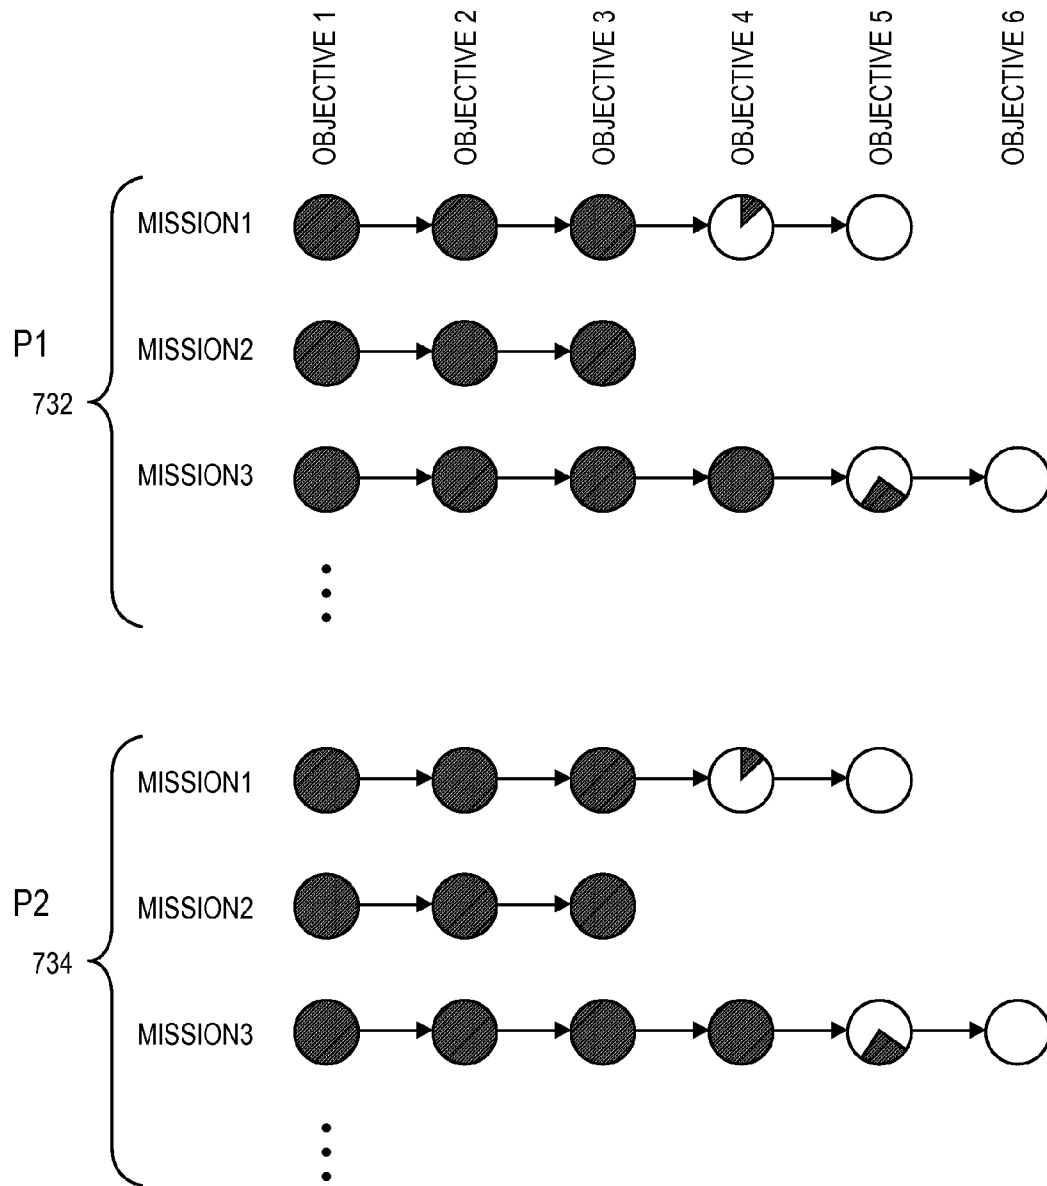 OBJECTIVE 1
OBJECTIVE 2
OBJECTIVE 3
OBJECTIVE 4
OBJECTIVE 5
OBJECTIVE 6
P1
732
MISSION1
MISSION2
MISSION3
P2
734
MISSION1
MISSION2
MISSION3